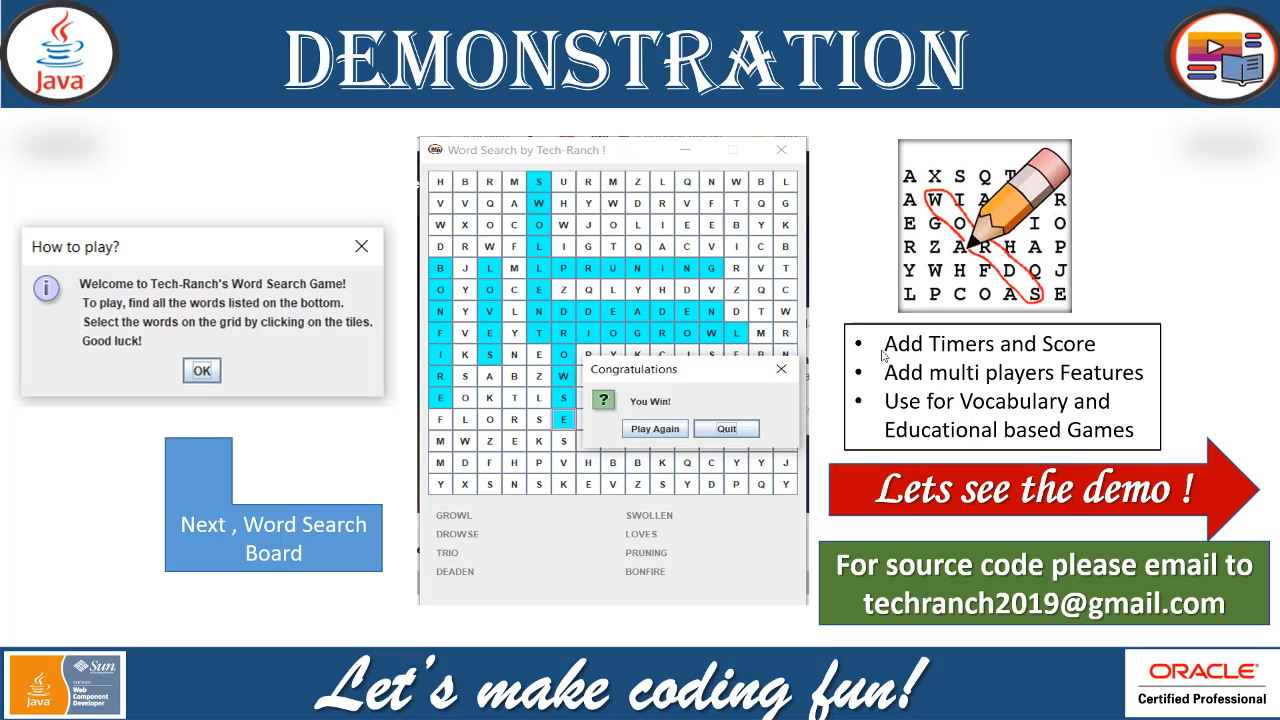 Java
DEMONSTRATION
How to play?
Welcome to Tech-Ranch's Word Search Game!
To play, find all the words listed on the bottom.
Select the words on the grid by clicking on the tiles.
Good luck!
OK
Next , Word Search
Board
Word Search by Tech-Ranch !
H B R M S U R M Z L Q N W B L
V V Q A W H Y W D R V F T Q G
W X O C O W J O L I E E B Y K
D R W F L I G T Q A C V I C B
B J L M L P R U N I N G R V T
O Y O C E Z Q L Y H D V Z Q C
N Y V L N D D E A D E N D T W
F V E Y T R I O G R O W L M R
I K S N E O
R S A B Z W
E O K T L S
F L O R S E
M W Z E K S
M D F H P V H B B K Q C Y Y J
Y X S N S K E V Z S Y D P Q Y
Congratulations
You Win!
Play Again
Quit
GROWL
SWOLLEN
DROWSE
LOVES
TRIO
PRUNING
DEADEN
BONFIRE
A X S Q T
A W I A R
E G O I O
R Z A R H A P
Y W H F D Q J
L P C O A S E
• Add Timers and Score
• Add multi players Features
• Use for Vocabulary and
Educational based Games
Lets see the demo !
For source code please email to
techranch2019@gmail.com
Java
Sun
Web
Component
Developer
Let's make coding fun!
ORACLE
Certified Professional